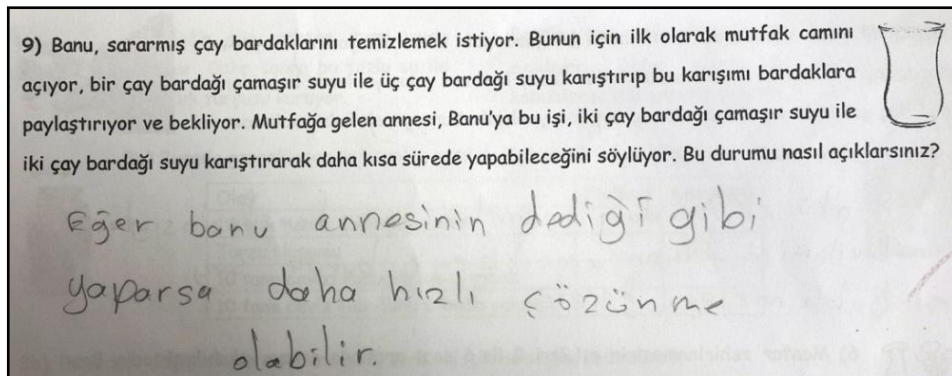 9) Banu, sararmış çay bardaklarını temizlemek istiyor. Bunun için ilk olarak mutfak camını
açıyor, bir çay bardağı çamaşır suyu ile üç çay bardağı suyu karıştırıp bu karışımı bardaklara
paylaştırıyor ve bekliyor. Mutfağa gelen annesi, Banu'ya bu işi, iki çay bardağı çamaşır suyu ile
iki çay bardağı suyu karıştırarak daha kısa sürede yapabileceğini söylüyor. Bu durumu nasıl açıklarsınız?
Eğer banu annesinin dediği gibi
yaparsa daha hızlı çözünme
olabilir.